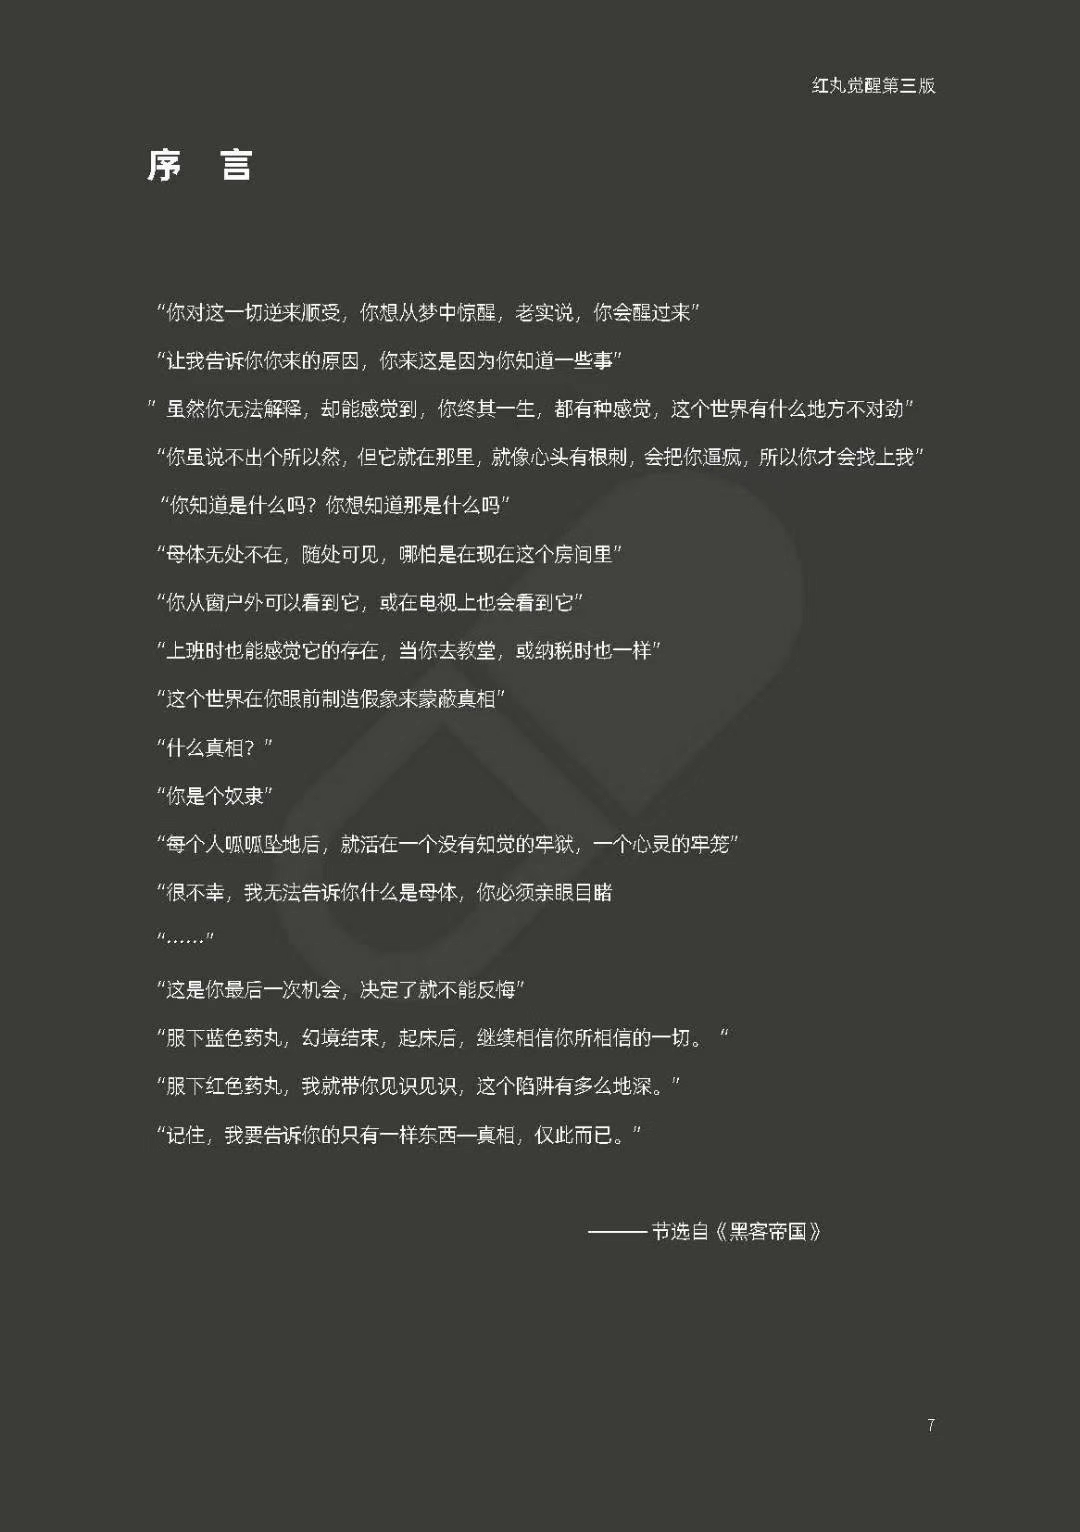 红丸觉醒第三版
序 言
“你对这一切逆来顺受，你想从梦中惊醒，老实说，你会醒过来”
“让我告诉你你来的原因，你来这是因为你知道一些事”
”虽然你无法解释，却能感觉到，你终其一生，都有种感觉，这个世界有什么地方不对劲”
“你虽说不出个所以然，但它就在那里，就像心头有根刺，会把你逼疯，所以你才会找上我”
“你知道是什么吗？你想知道那是什么吗”
“母体无处不在，随处可见，哪怕是在现在这个房间里”
“你从窗户外可以看到它，或在电视上也会看到它”
“上班时也能感觉它的存在，当你去教堂，或纳税时也一样”
“这个世界在你眼前制造假象来蒙蔽真相”
“什么真相？”
“你是个奴隶”
“每个人呱呱坠地后，就活在一个没有知觉的牢狱，一个心灵的牢笼”
“很不幸，我无法告诉你什么是母体，你必须亲眼目睹
“……”
“这是你最后一次机会，决定了就不能反悔”
“服下蓝色药丸，幻境结束，起床后，继续相信你所相信的一切。“
“服下红色药丸，我就带你见识见识，这个陷阱有多么地深。”
“记住，我要告诉你的只有一样东西—真相，仅此而已。”
———节选自《黑客帝国》
7